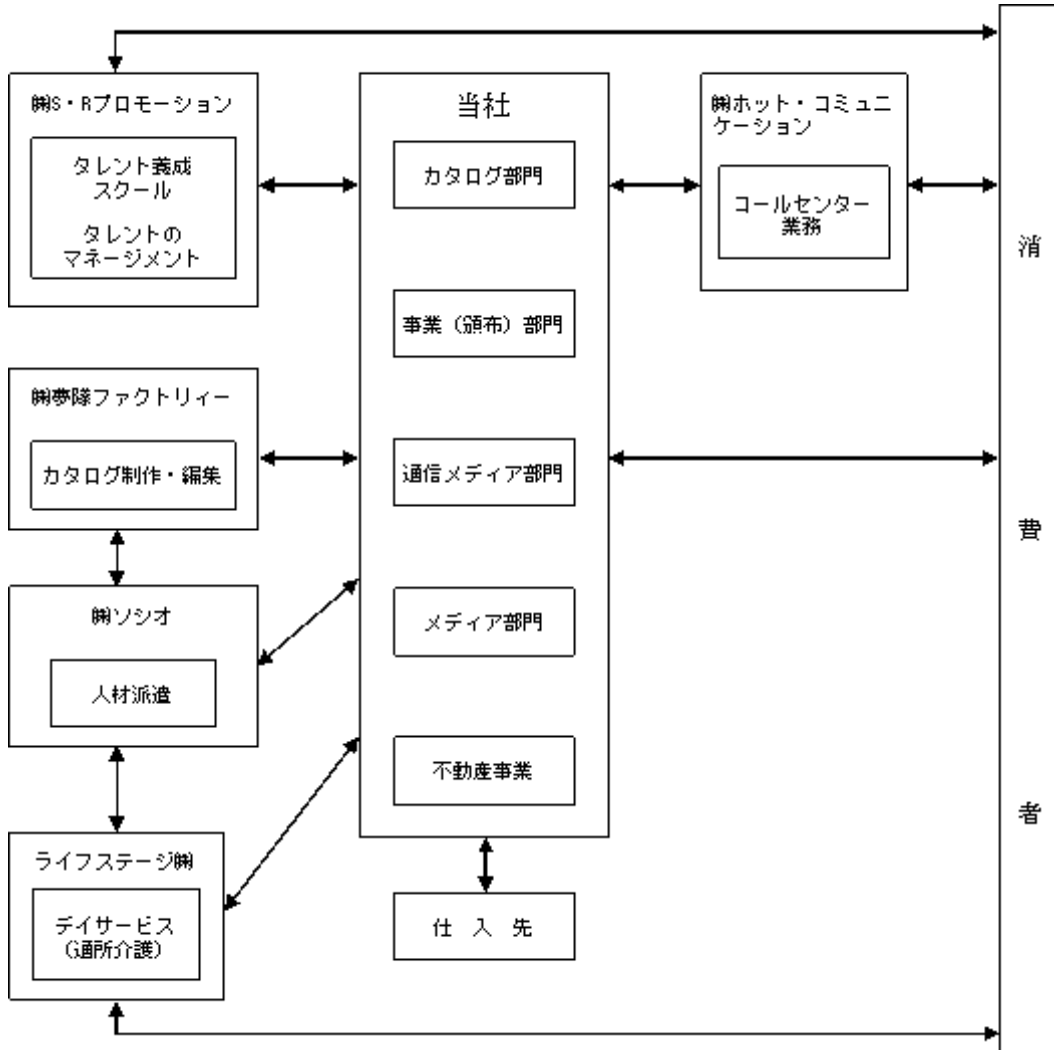 ㈱S・Rプロモーション
タレント養成
スクール
タレントの
マネージメント
当社
カタログ部門
事業（頒布）部門
通信メディア部門
メディア部門
不動産事業
㈱ホット・コミュニ
ケーション
コールセンター
業務
㈱夢隊ファクトリィー
カタログ制作・編集
㈱ソシオ
人材派遣
ライフステージ㈱
デイサービス
（通所介護）
仕 入 先
消
費
者